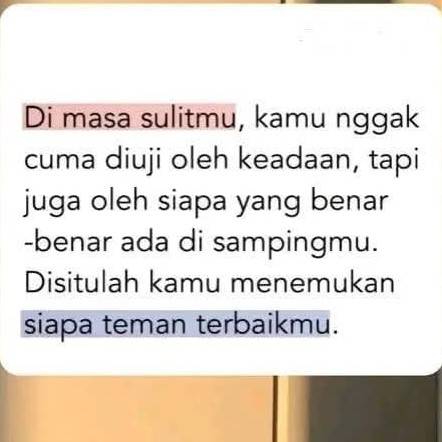 Di masa sulitmu, kamu nggak
cuma diuji oleh keadaan, tapi
juga oleh siapa yang benar
-benar ada di sampingmu.
Disitulah kamu menemukan
siapa teman terbaikmu.